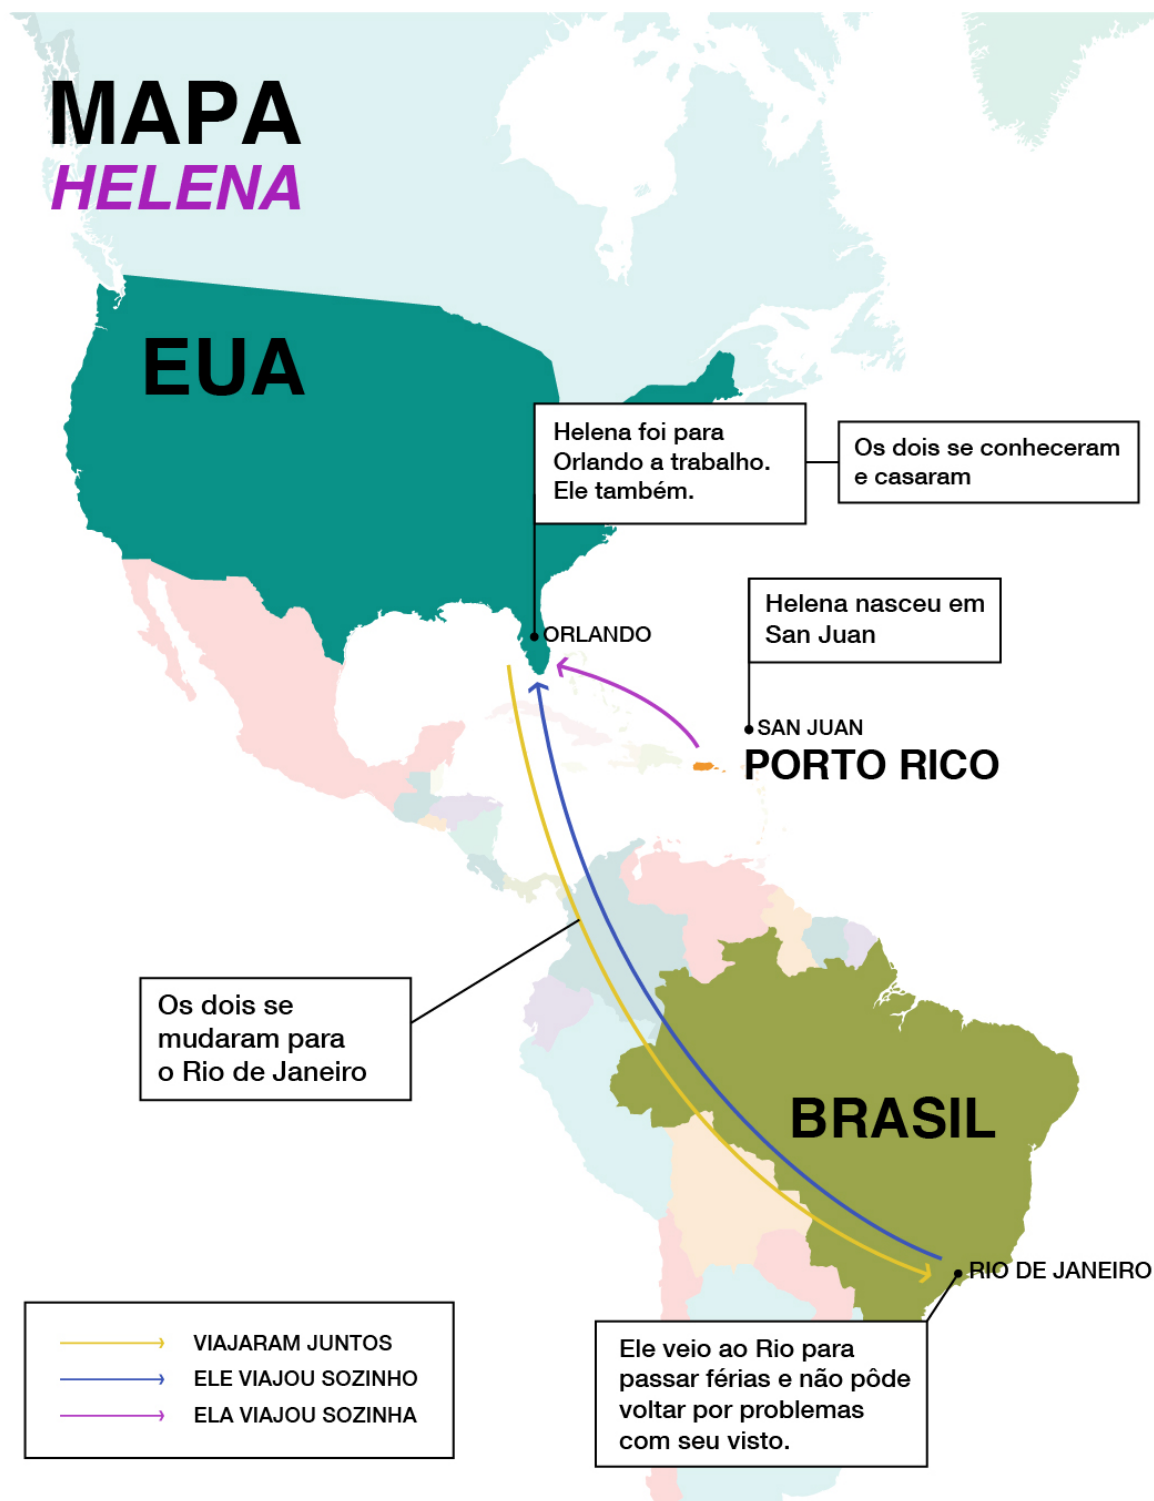 MAPA
HELENA
EUA
Helena foi para
Orlando a trabalho.
Ele também.
Os dois se conheceram
e casaram
Helena nasceu em
San Juan
ORLANDO
SAN JUAN
PORTO RICO
Os dois se
mudaram para
o Rio de Janeiro
BRASIL
RIO DE JANEIRO
Ele veio ao Rio para
passar férias e não pôde
voltar por problemas
com seu visto.
VIAJARAM JUNTOS
ELE VIAJOU SOZINHO
ELA VIAJOU SOZINHA